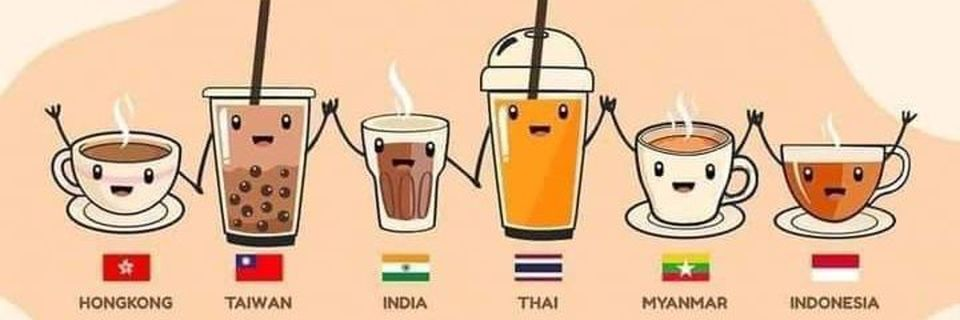 HONGKONG
TAIWAN
INDIA
THAI
MYANMAR
INDONESIA